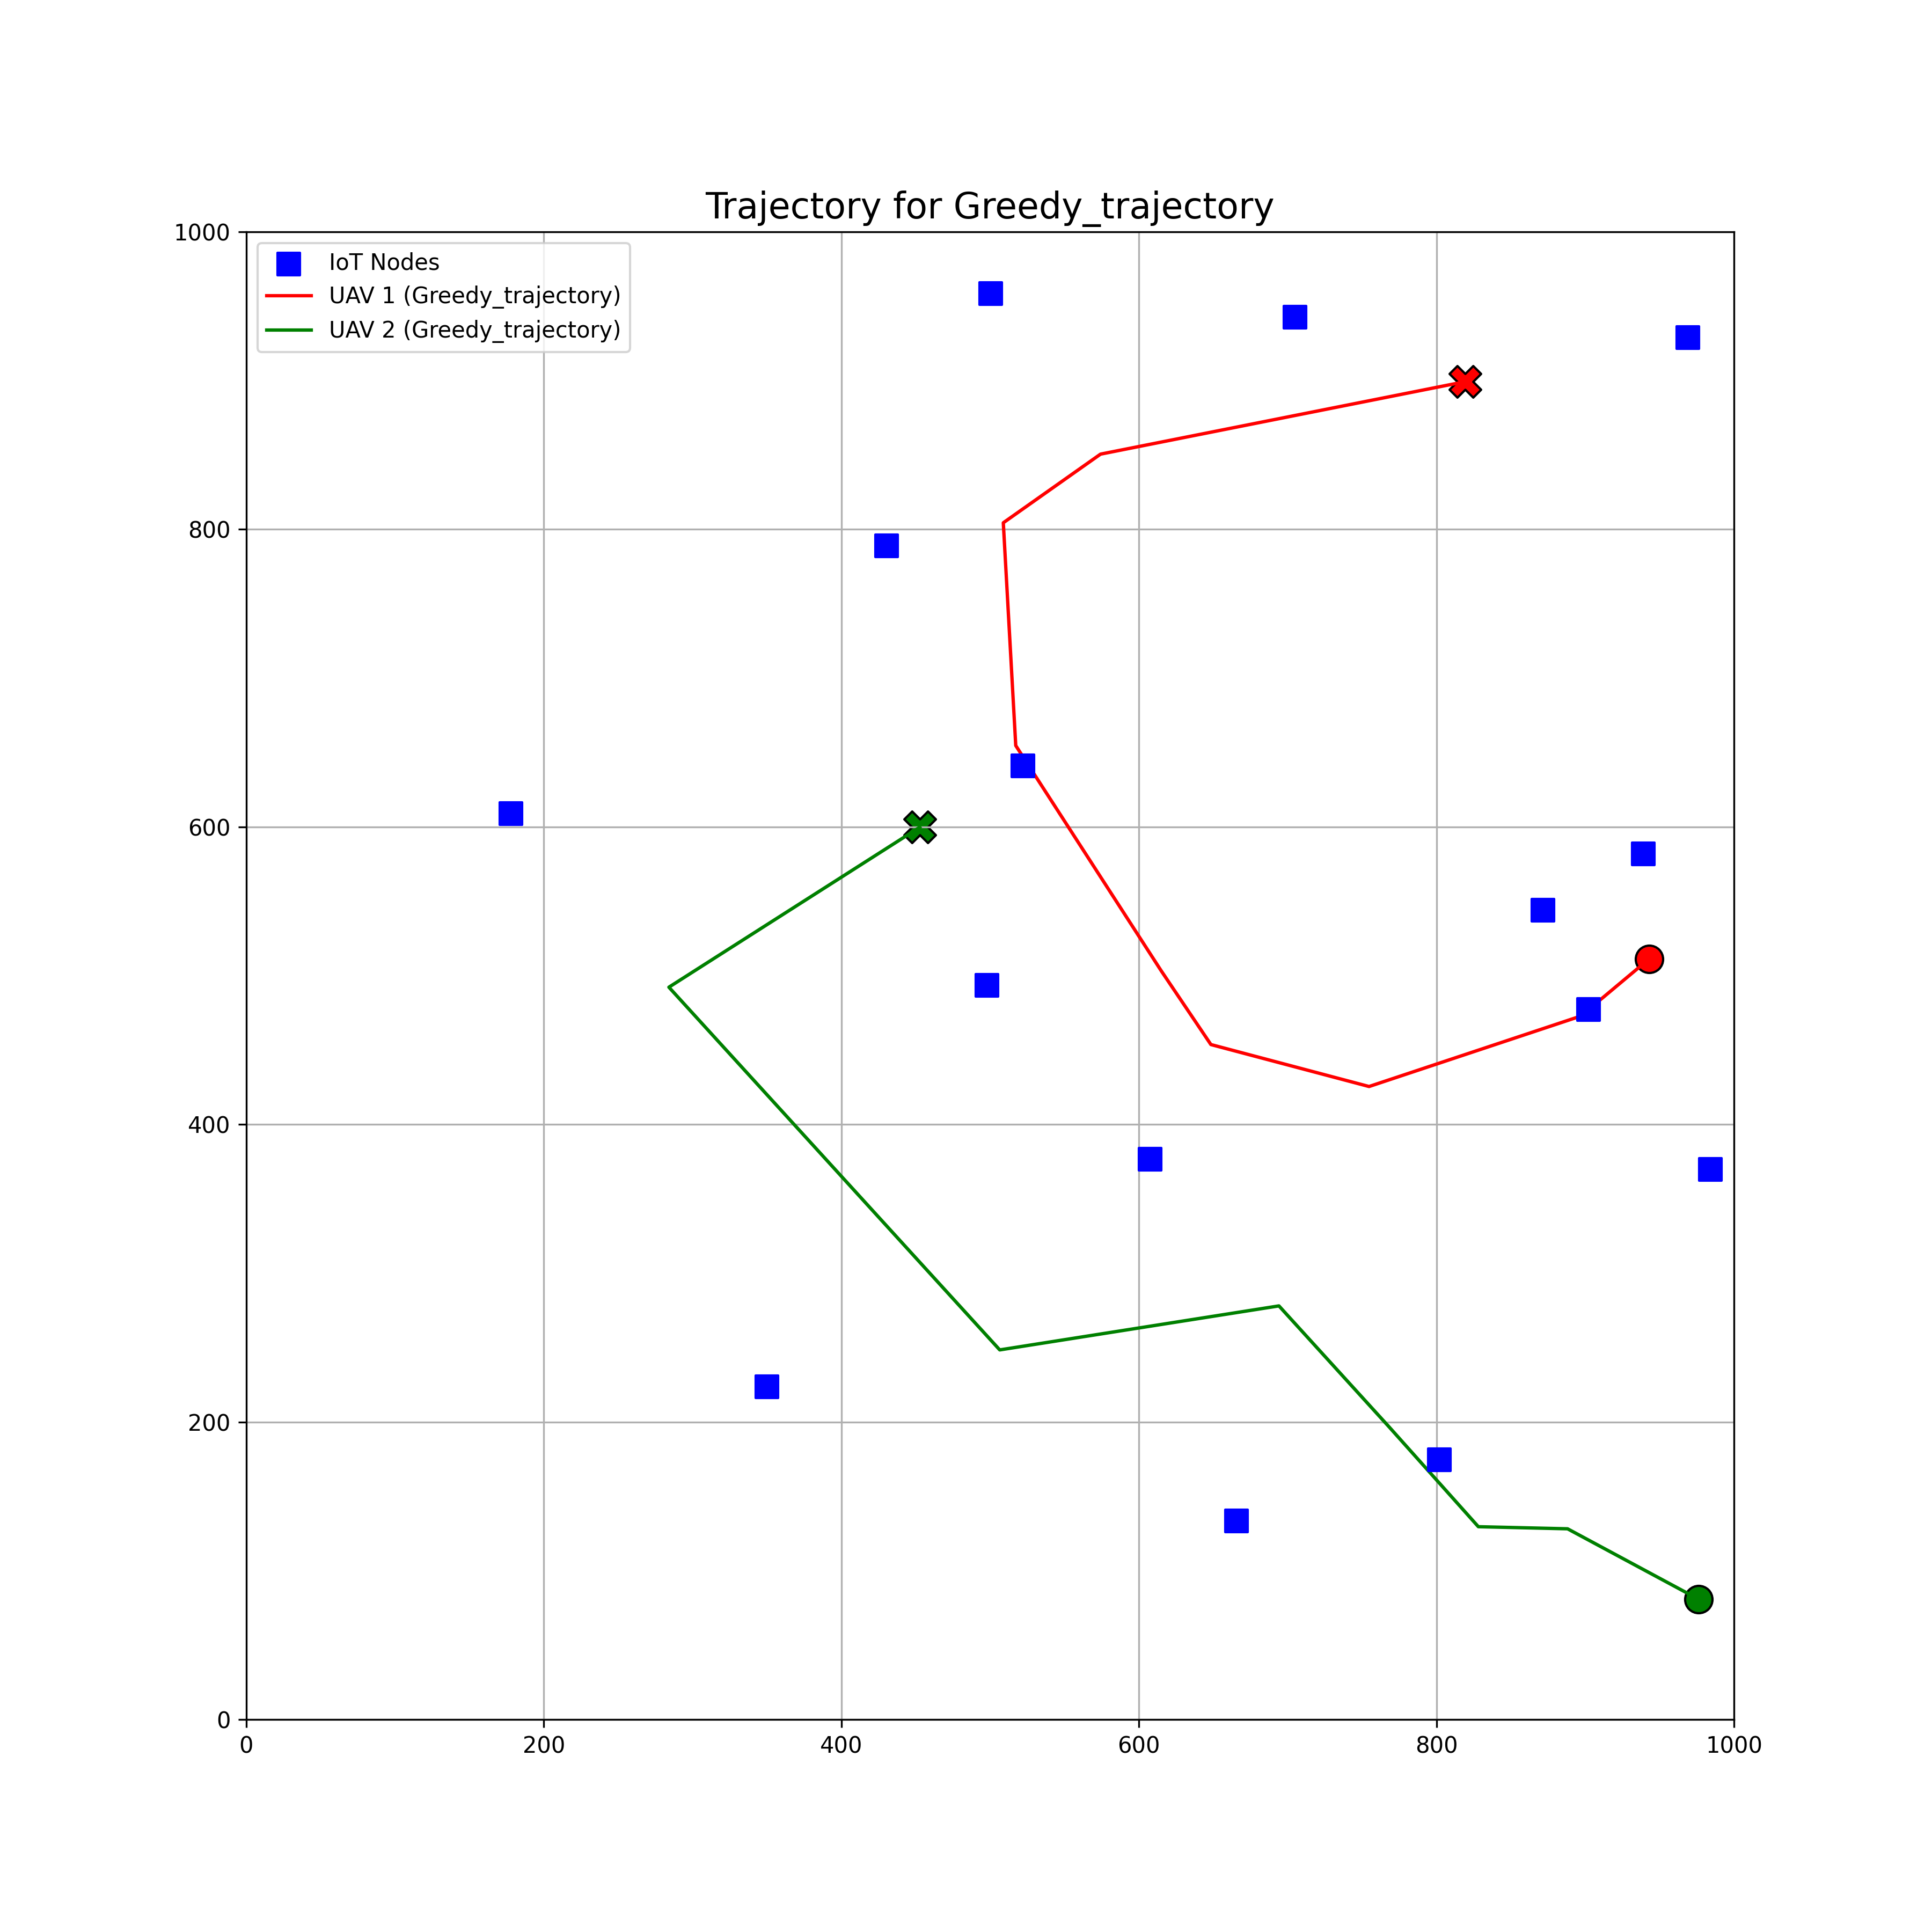 Trajectory for Greedy_trajectory
1000
IoT Nodes
UAV 1 (Greedy_trajectory)
UAV 2 (Greedy_trajectory)
800
600
400
200
0
0 200 400 600 800 1000